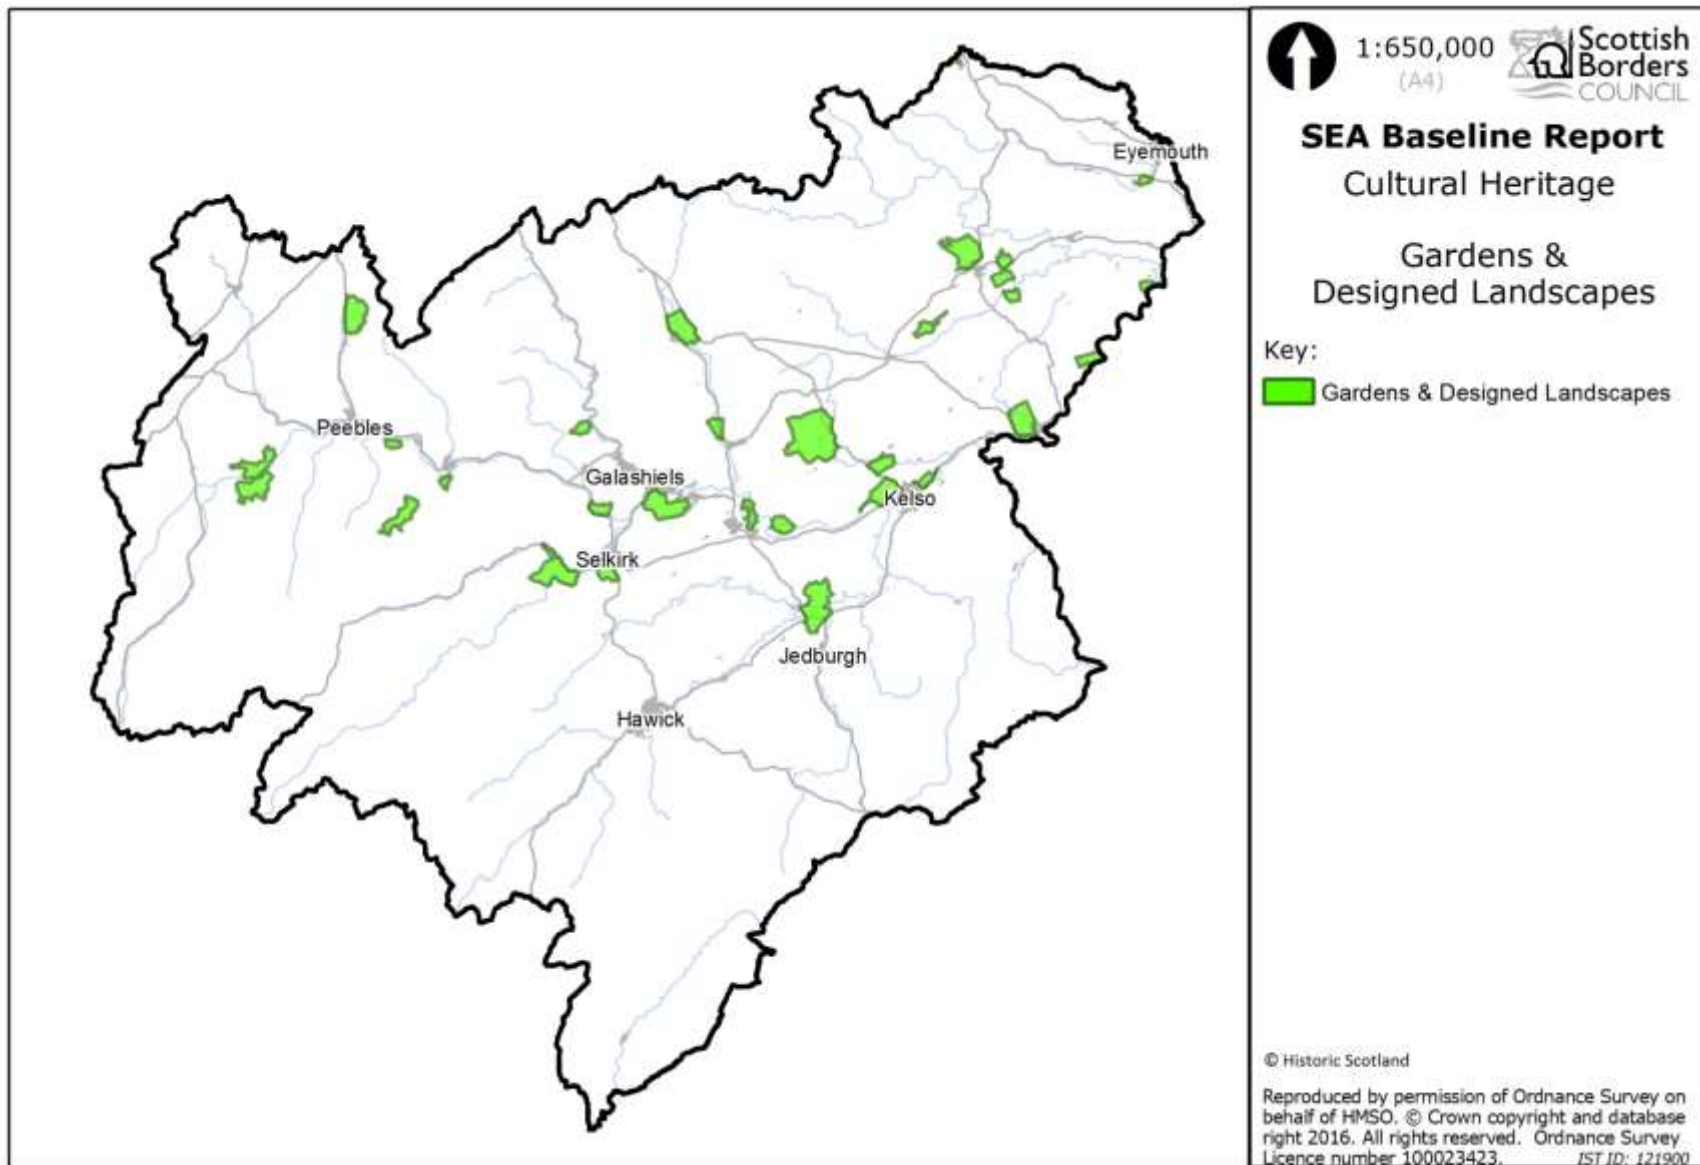 Eyemouth
Peebles
Galashiels
Kelso
Selkirk
Jedburgh
Hawick
1:650,000
(A4)
Scottish
Borders
COUNCIL
SEA Baseline Report
Cultural Heritage
Gardens &
Designed Landscapes
Key:
Gardens & Designed Landscapes
© Historic Scotland
Reproduced by permission of Ordnance Survey on
behalf of HMSO. © Crown copyright and database
right 2016. All rights reserved. Ordnance Survey
Licence number 100023423. IST ID: 121900